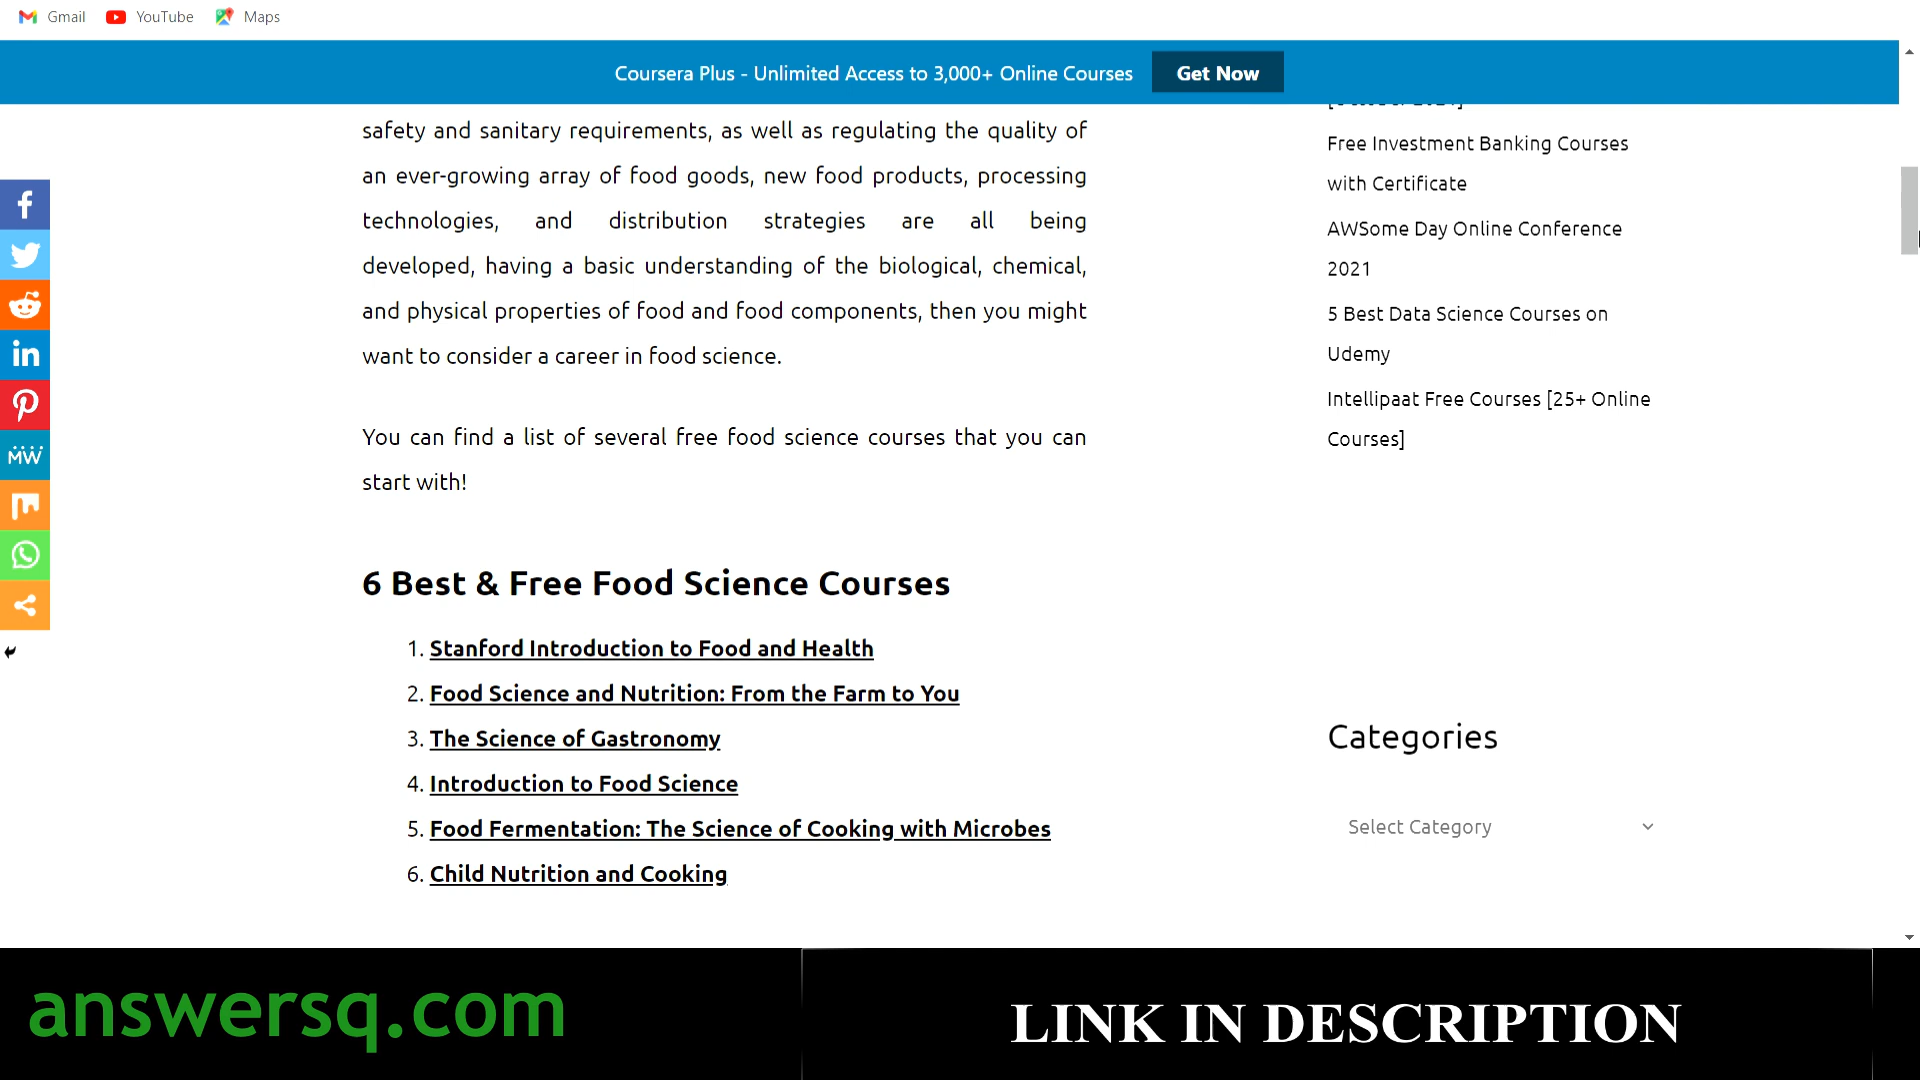 Gmail YouTube Maps
Coursera Plus - Unlimited Access to 3,000+ Online Courses Get Now
safety and sanitary requirements, as well as regulating the quality of
an ever-growing array of food goods, new food products, processing
technologies, and distribution strategies are all being
developed, having a basic understanding of the biological, chemical,
and physical properties of food and food components, then you might
want to consider a career in food science.
You can find a list of several free food science courses that you can
start with!
6 Best & Free Food Science Courses
1. Stanford Introduction to Food and Health
2. Food Science and Nutrition: From the Farm to You
3. The Science of Gastronomy
4. Introduction to Food Science
5. Food Fermentation: The Science of Cooking with Microbes
6. Child Nutrition and Cooking
Free Investment Banking Courses
with Certificate
AWSome Day Online Conference
2021
5 Best Data Science Courses on
Udemy
Intellipaat Free Courses [25+ Online
Courses]
Categories
Select Category
MW
answersq.com
LINK IN DESCRIPTION